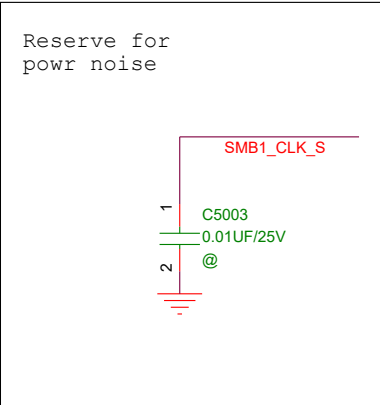 Reserve for
powr noise
SMB1_CLK_S
1
C5003
0.01UF/25V
2
@